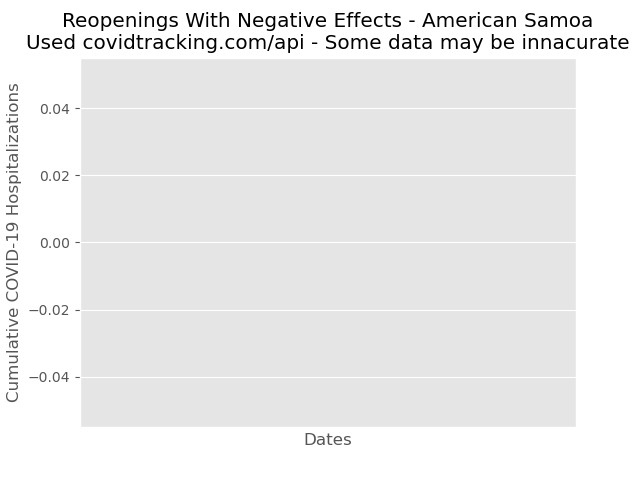 Reopenings With Negative Effects - American Samoa
Used covidtracking.com/api - Some data may be innacurate
Cumulative COVID-19 Hospitalizations
0.04
0.02
0.00
−0.02
−0.04
Dates